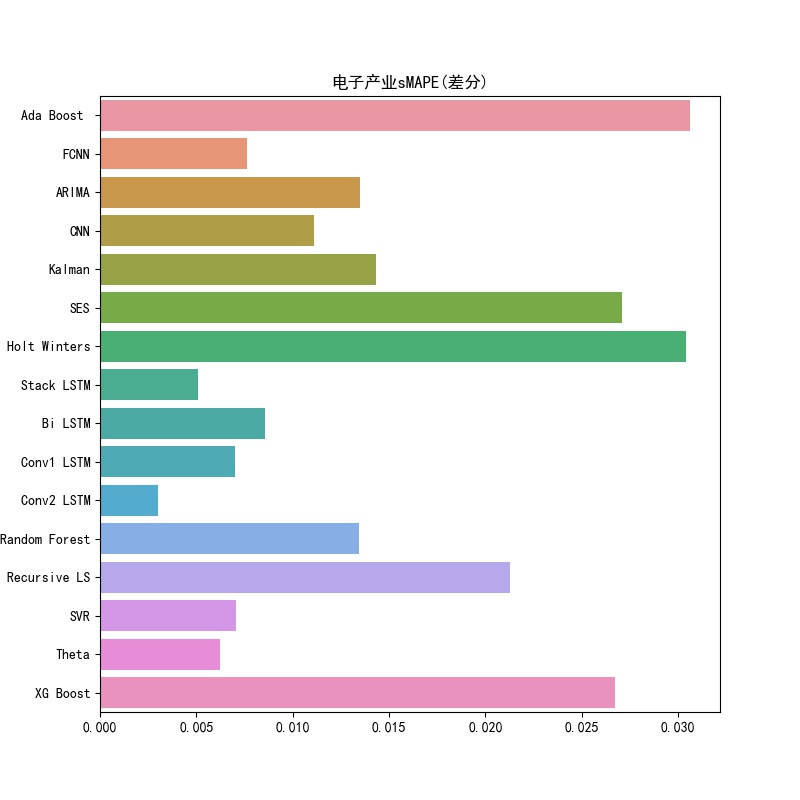 电子产业sMAPE(差分)
Ada Boost
FCNN
ARIMA
CNN
Kalman
SES
Holt Winters
Stack LSTM
Bi LSTM
Conv1 LSTM
Conv2 LSTM
Random Forest
Recursive LS
SVR
Theta
XG Boost
0.000 0.005 0.010 0.015 0.020 0.025 0.030